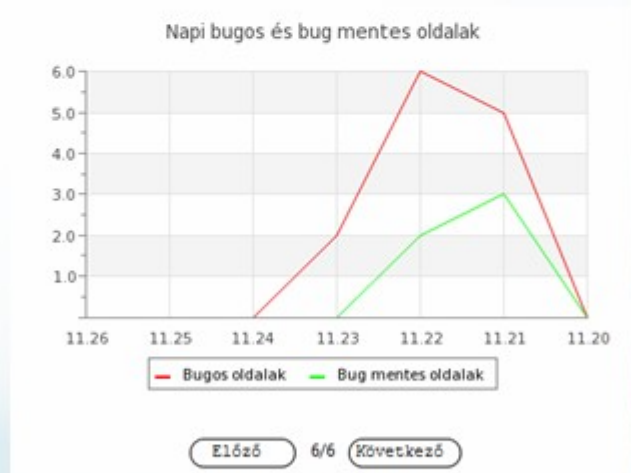 Napi bugos és bug mentes oldalak
6.0
5.0
4.0
3.0
2.0
1.0
11.26 11.25 11.24 11.23 11.22 11.21 11.20
Bugos oldalak Bug mentes oldalak
Előző 6/6 Következő